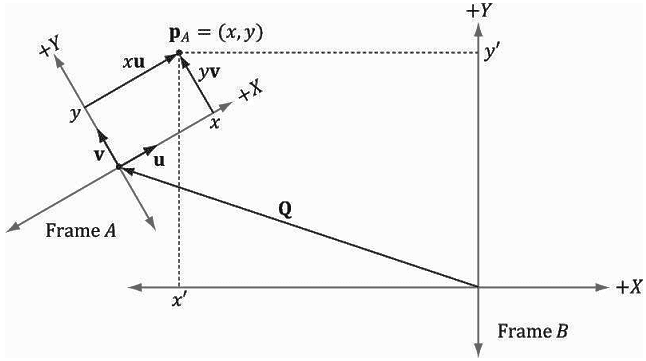 +Y
p_A = (x, y)
+Y
y′
xu
yv
+X
y
x
v
u
Q
Frame A
x′
+X
Frame B